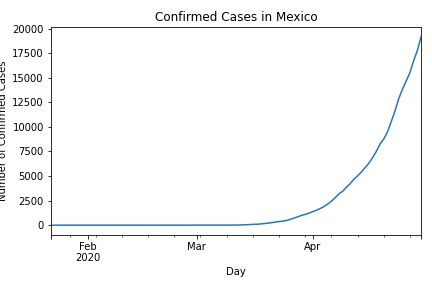 Confirmed Cases in Mexico
20000
17500
15000
12500
10000
7500
5000
2500
0
Number of Confirmed Cases
Feb
2020
Mar
Apr
Day